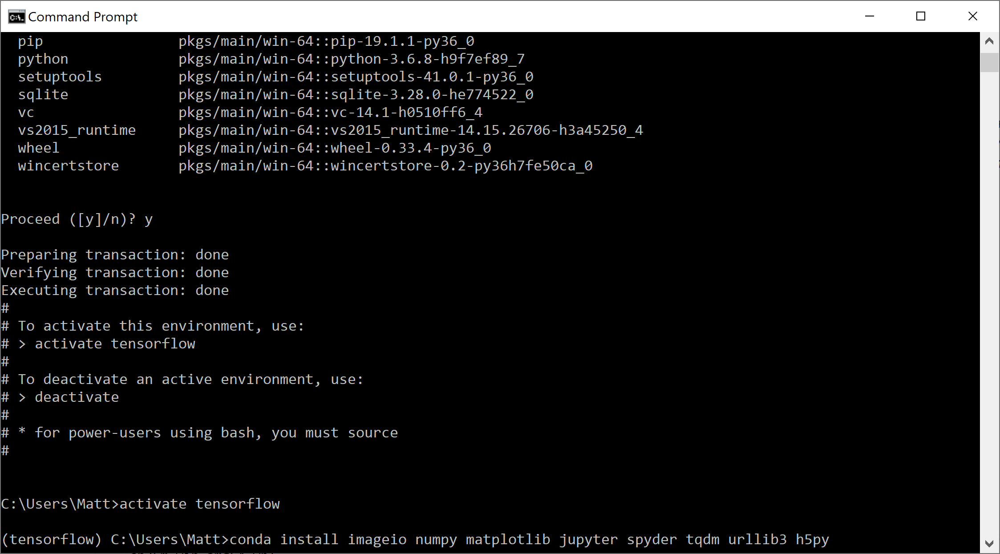 Command Prompt
pip pkgs/main/win-64::pip-19.1.1-py36_0
python pkgs/main/win-64::python-3.6.8-h9f7ef89_7
setuptools pkgs/main/win-64::setuptools-41.0.1-py36_0
sqlite pkgs/main/win-64::sqlite-3.28.0-he774522_0
vc pkgs/main/win-64::vc-14.1-h0510ff6_4
vs2015_runtime pkgs/main/win-64::vs2015_runtime-14.15.26706-h3a45250_4
wheel pkgs/main/win-64::wheel-0.33.4-py36_0
wincertstore pkgs/main/win-64::wincertstore-0.2-py36h7fe50ca_0
Proceed ([y]/n)? y
Preparing transaction: done
Verifying transaction: done
Executing transaction: done
#
# To activate this environment, use:
# > activate tensorflow
#
# To deactivate an active environment, use:
# > deactivate
#
# * for power-users using bash, you must source
#
C:\Users\Matt>activate tensorflow
(tensorflow) C:\Users\Matt>conda install imageio numpy matplotlib jupyter spyder tqdm urllib3 h5py